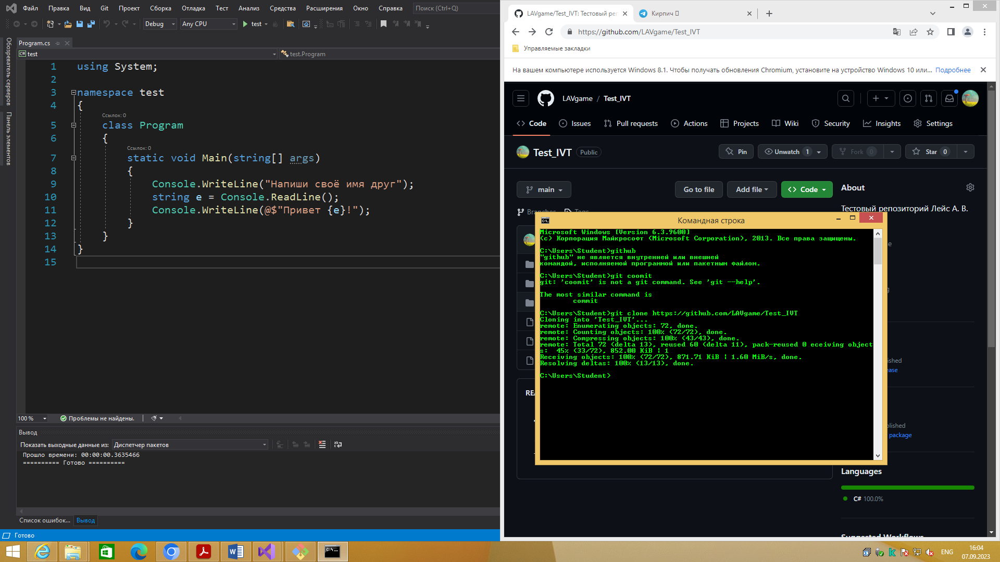 Файл Правка Вид Git Проект Сборка Отладка Тест Анализ Средства Расширения Окно Справка Поиск (Ctrl+Q)
Debug Any CPU test
Обозреватель серверов
Панель элементов
Program.cs
C# test test.Program
1 using System;
2
3 namespace test
4 {
Ссылок: 0
5 class Program
6 {
Ссылок: 0
7 static void Main(string[] args)
8 {
9 Console.WriteLine("Напиши своё имя друг");
10 string e = Console.ReadLine();
11 Console.WriteLine(@$"Привет {e}!");
12 }
13 }
14 }
15
100 % Проблемы не найдены.
Вывод
Показать выходные данные из: Диспетчер пакетов
Прошло времени: 00:00:00.3635466
========== Готово ==========
Список ошибок... Вывод
Готово
LAVgame/Test_IVT: Тестовый реп
Кирпич
https://github.com/LAVgame/Test_IVT
Управляемые закладки
На вашем компьютере используется Windows 8.1. Чтобы получать обновления Chromium, установите на устройство Windows 10 или... Подробнее
LAVgame / Test_IVT
Code Issues Pull requests Actions Projects Wiki Security Insights Settings
Test_IVT Public Pin Unwatch 1 Fork 0 Star 0
main Go to file Add file Code
About
Тестовый репозиторий Лейс А. В.
Branches Tags
Командная строка
Microsoft Windows [Version 6.3.9600]
(c) Корпорация Майкрософт (Microsoft Corporation), 2013. Все права защищены.
C:\Users\Student>github
"github" не является внутренней или внешней
командой, исполняемой программой или пакетным файлом.
C:\Users\Student>git coomit
git: 'coomit' is not a git command. See 'git --help'.
The most similar command is
commit
C:\Users\Student>git clone https://github.com/LAVgame/Test_IVT
Cloning into 'Test_IVT'...
remote: Enumerating objects: 72, done.
remote: Counting objects: 100% (72/72), done.
remote: Compressing objects: 100% (43/43), done.
remote: Total 72 (delta 13), reused 60 (delta 11), pack-reused 0 eceiving object
s: 45% (33/72), 852.00 KiB | 1
Receiving objects: 100% (72/72), 871.71 KiB | 1.60 MiB/s, done.
Resolving deltas: 100% (13/13), done.
C:\Users\Student>
ished
ease
blished
package
Languages
C# 100.0%
Suggested Workflows
ENG 16:04
07.09.2023